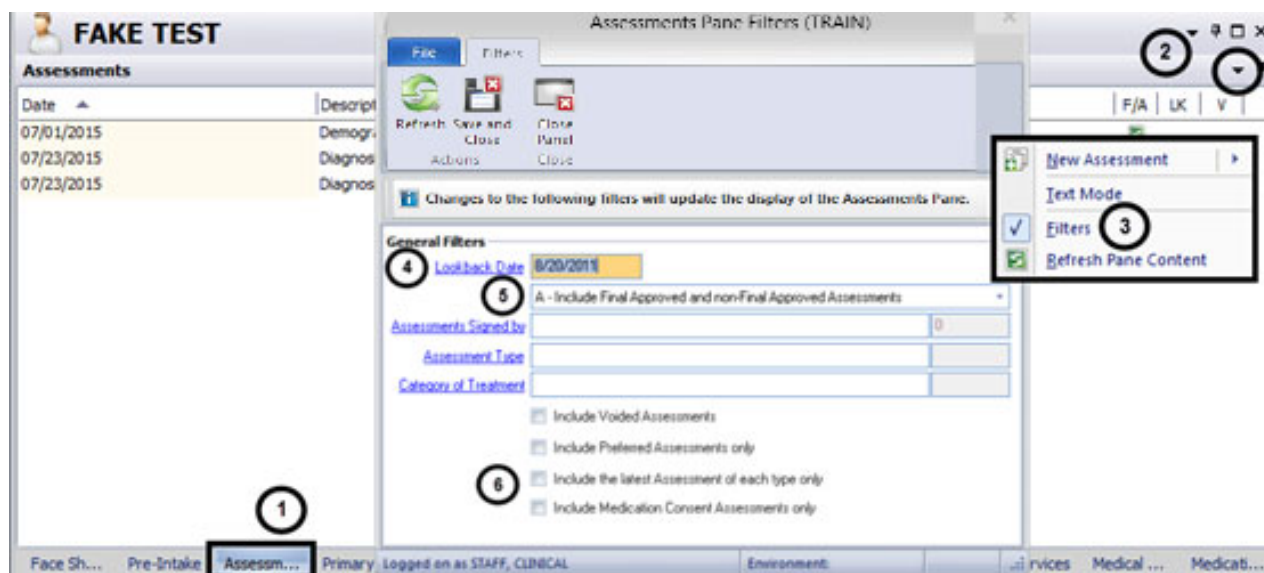 FAKE TEST
Assessments
Date
Descript
07/01/2015
Demogra
07/23/2015
Diagnos
07/23/2015
Diagnos
Assessments Pane Filters (TRAIN)
File
Filters
Refresh
Save and Close
Close Panel
Actions
Close
Changes to the following filters will update the display of the Assessments Pane.
General Filters
4
Lookback Date
8/20/2011
5
A - Include Final Approved and non-Final Approved Assessments
Assessments Signed by
0
Assessment Type
Category of Treatment
Include Voided Assessments
Include Preferred Assessments only
6
Include the latest Assessment of each type only
Include Medication Consent Assessments only
2
F/A
LK
V
New Assessment
Text Mode
Filters
3
Refresh Pane Content
1
Face Sh...
Pre-Intake
Assessm...
Primary
Logged on as STAFF, CLINICAL
Environment:
rvices
Medical ...
Medicati...